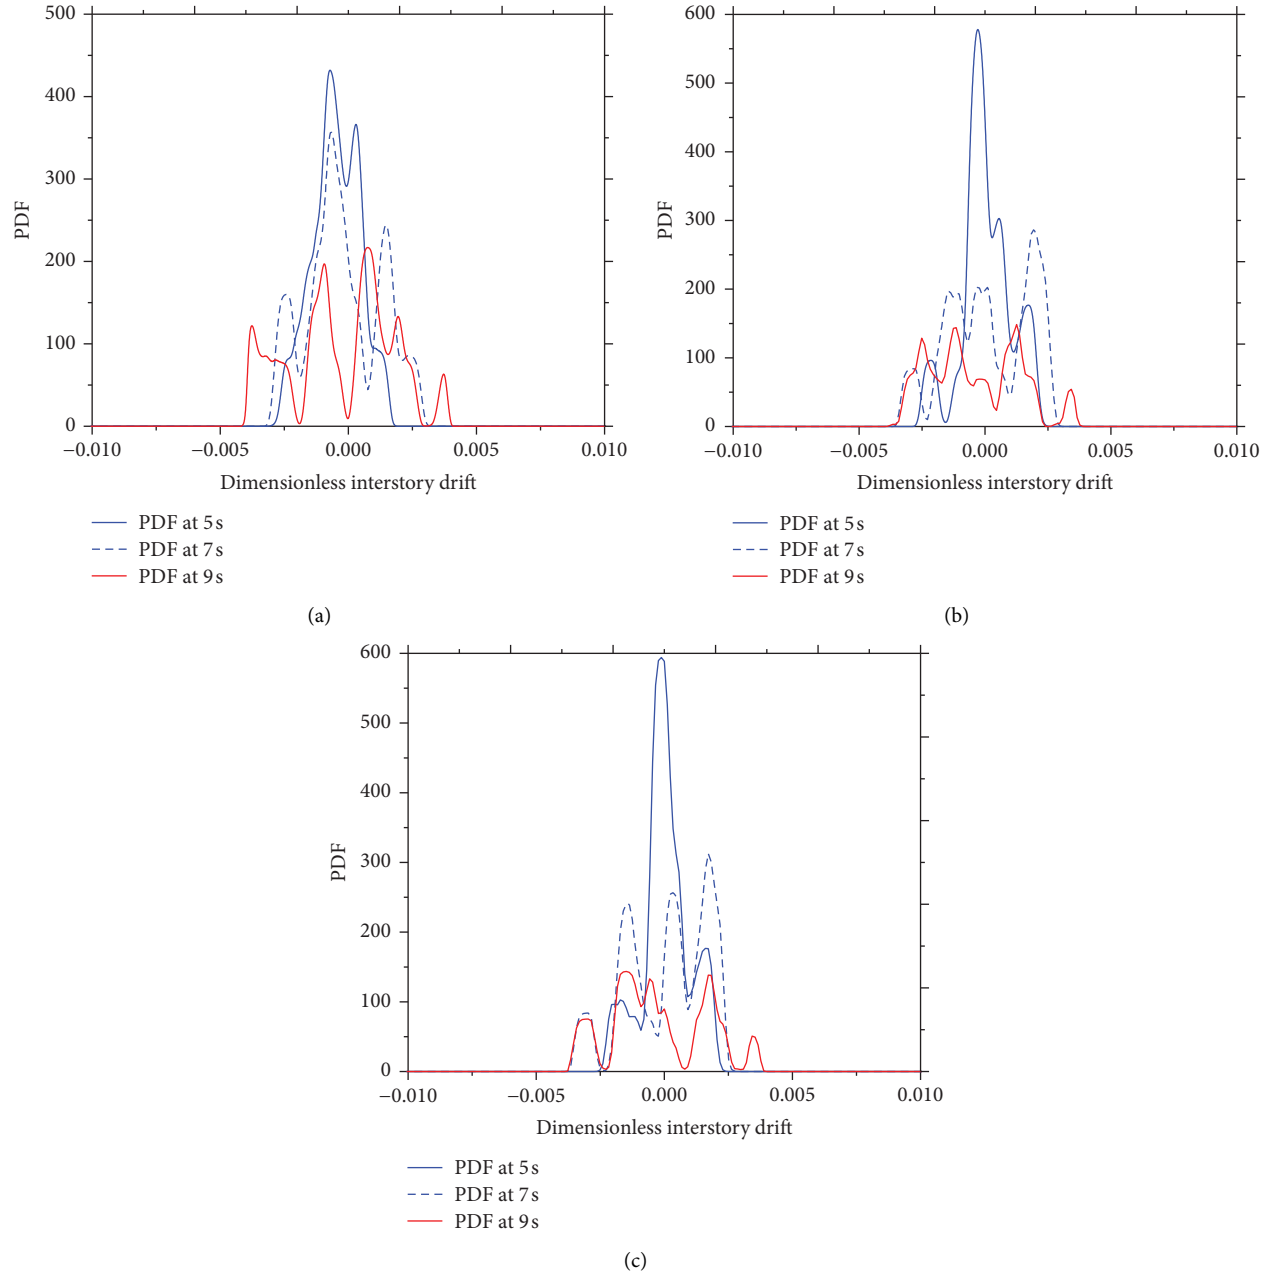 500
400
300
200
100
0
PDF
−0.010
−0.005
0.000
0.005
0.010
Dimensionless interstory drift
PDF at 5 s
PDF at 7 s
PDF at 9 s
(a)
600
500
400
300
200
100
0
PDF
−0.010
−0.005
0.000
0.005
0.010
Dimensionless interstory drift
PDF at 5 s
PDF at 7 s
PDF at 9 s
(b)
600
500
400
300
200
100
0
PDF
−0.010
−0.005
0.000
0.005
0.010
Dimensionless interstory drift
PDF at 5 s
PDF at 7 s
PDF at 9 s
(c)